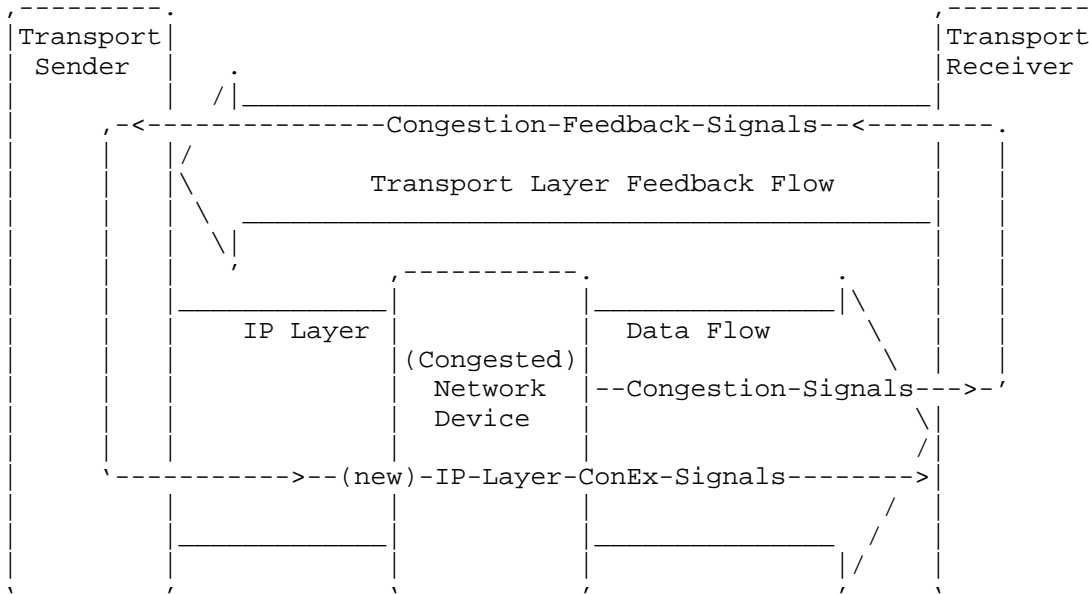 Transport Transport
Sender Receiver
Congestion-Feedback-Signals
Transport Layer Feedback Flow
IP Layer Data Flow
(Congested)
Network --Congestion-Signals--->-'
Device
(new)-IP-Layer-ConEx-Signals